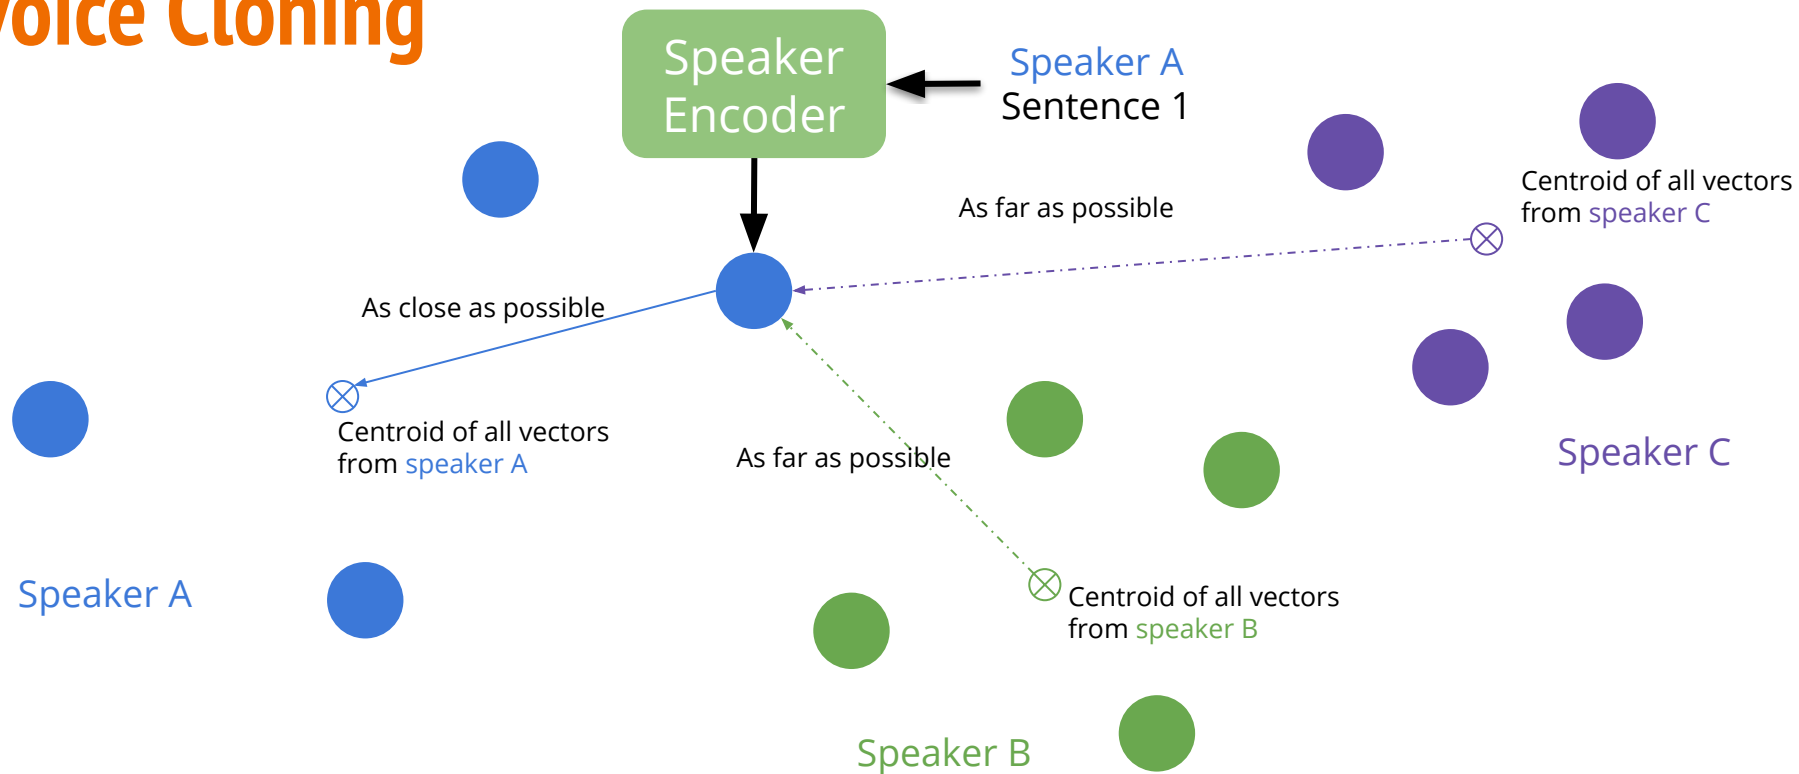 Voice Cloning
Speaker
Encoder
Speaker A
Sentence 1
As far as possible
Centroid of all vectors
from speaker C
As close as possible
Centroid of all vectors
from speaker A
As far as possible
Speaker C
Speaker A
Centroid of all vectors
from speaker B
Speaker B